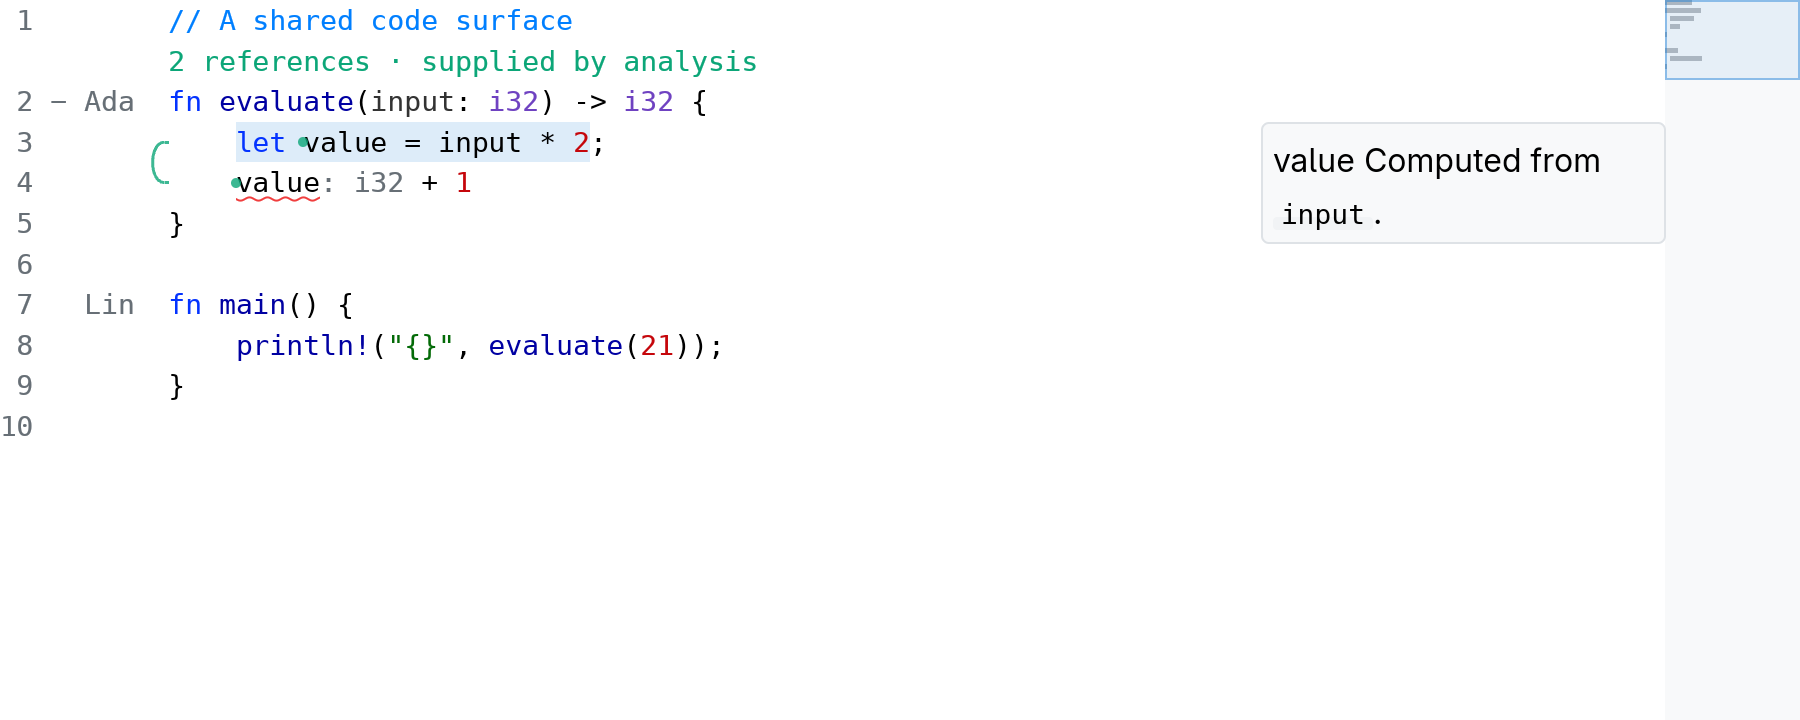 1 // A shared code surface
2 references · supplied by analysis
2 – Ada fn evaluate(input: i32) -> i32 {
3 let value = input * 2;
4 value: i32 + 1
5 }
6
7 Lin fn main() {
8 println!("{}", evaluate(21));
9 }
10
value Computed from
input.